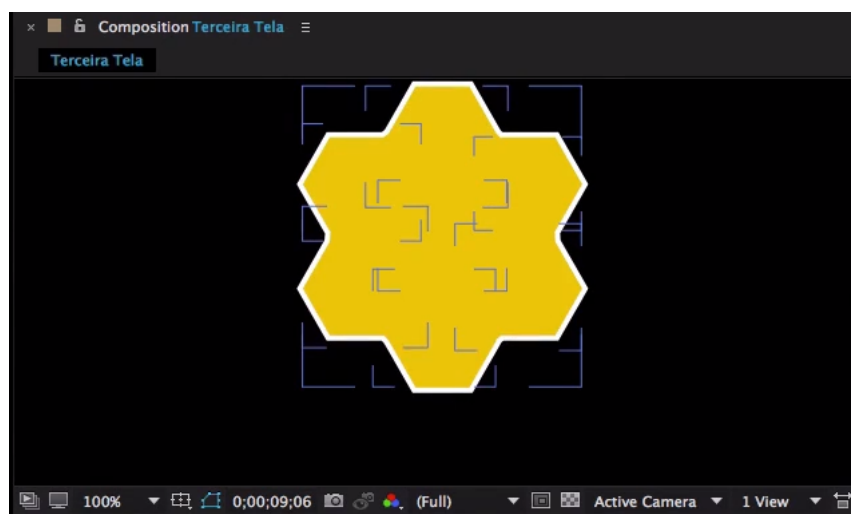 Composition Terceira Tela
Terceira Tela
100% 0;00;09;06 (Full) Active Camera 1 View